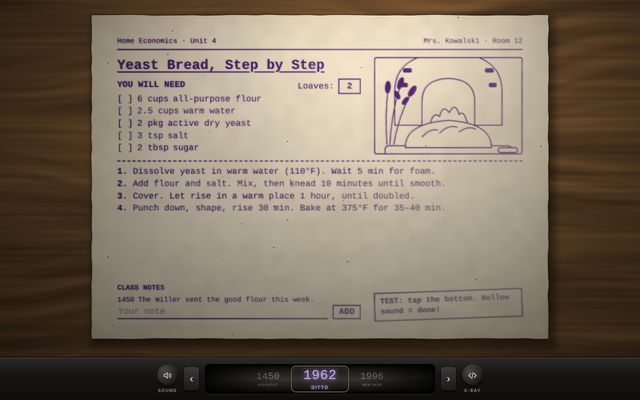 Home Economics · Unit 4
Mrs. Kowalski · Room 12
Yeast Bread, Step by Step
YOU WILL NEED
Loaves: 2
[ ] 6 cups all-purpose flour
[ ] 2.5 cups warm water
[ ] 2 pkg active dry yeast
[ ] 3 tsp salt
[ ] 2 tbsp sugar
1. Dissolve yeast in warm water (110°F). Wait 5 min for foam.
2. Add flour and salt. Mix, then knead 10 minutes until smooth.
3. Cover. Let rise in a warm place 1 hour, until doubled.
4. Punch down, shape, rise 30 min. Bake at 375°F for 35–40 min.
CLASS NOTES
1450 The miller sent the good flour this week.
Your note
ADD
TEST: tap the bottom. Hollow
sound = done!
SOUND
1450
WOODCUT
1962
DITTO
1996
X-RAY